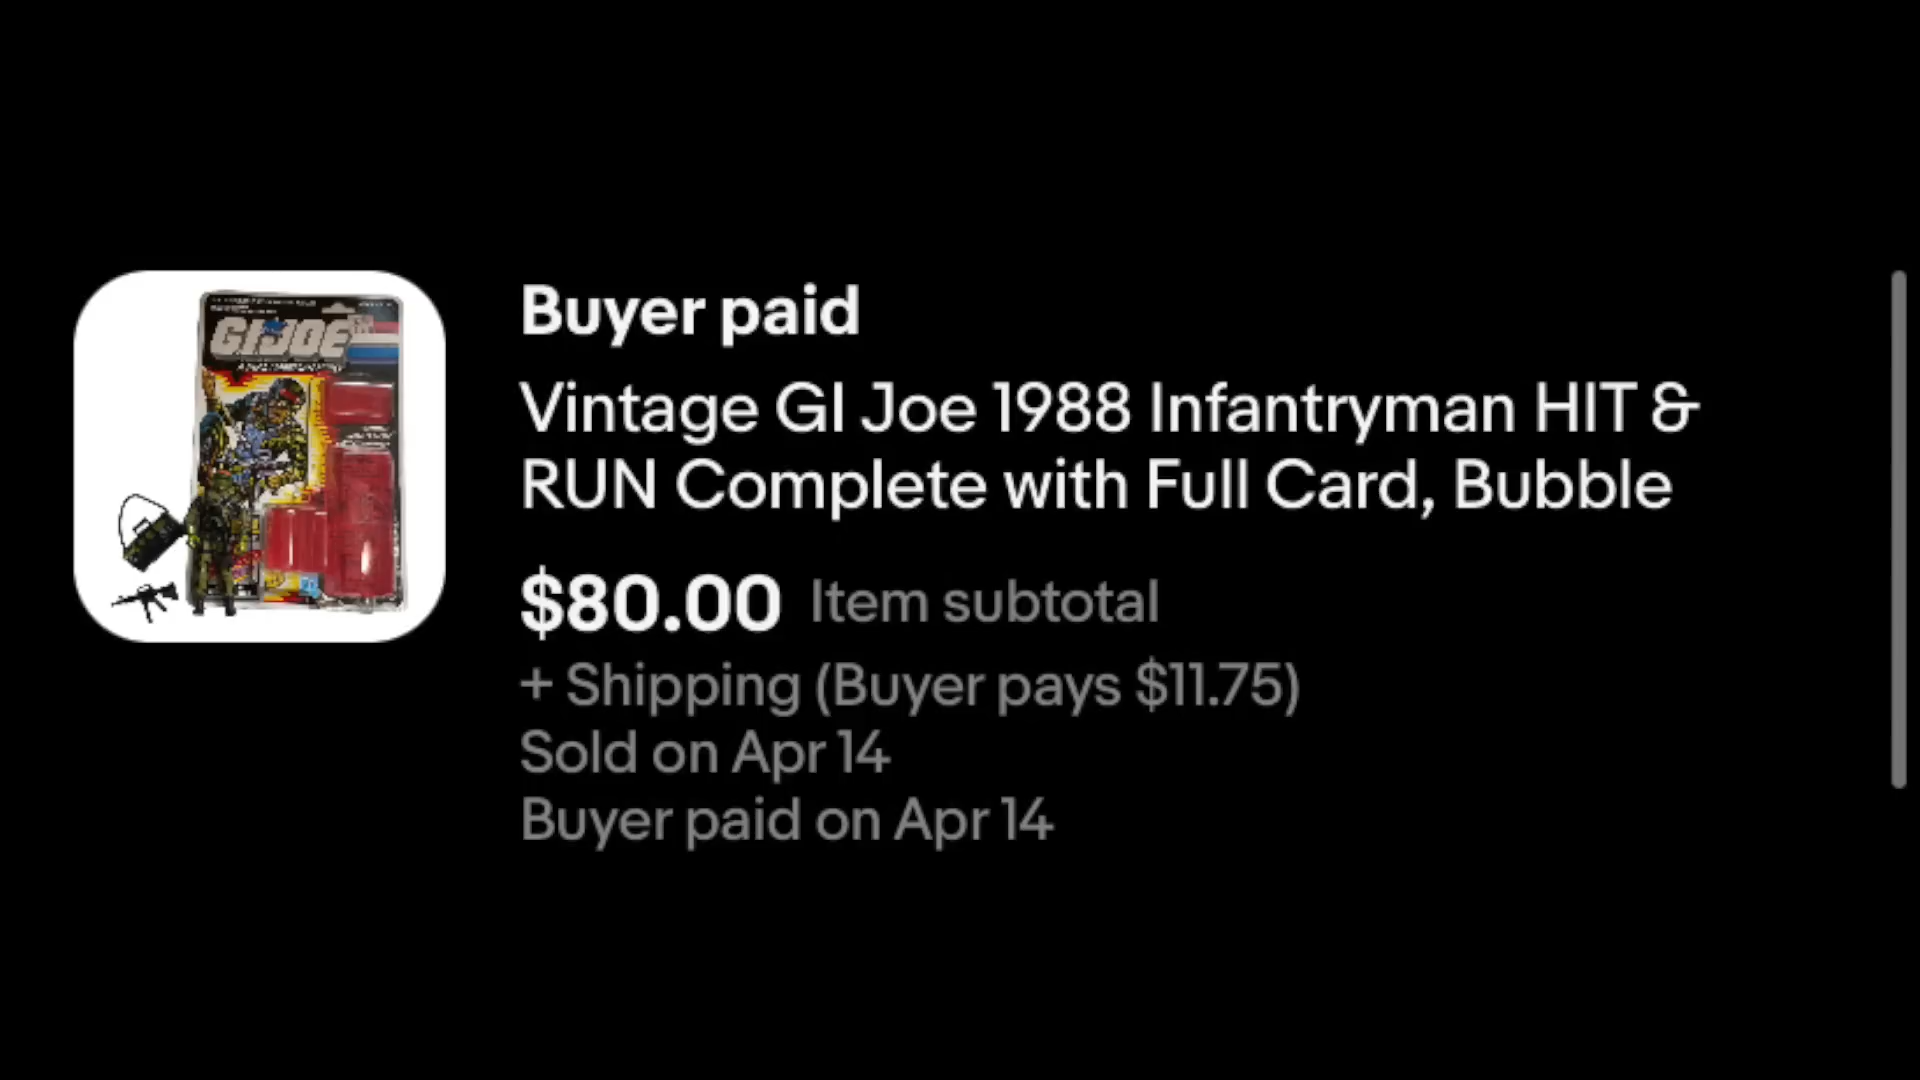 GI JOE
Buyer paid
Vintage GI Joe 1988 Infantryman HIT &
RUN Complete with Full Card, Bubble
$80.00 Item subtotal
+ Shipping (Buyer pays $11.75)
Sold on Apr 14
Buyer paid on Apr 14